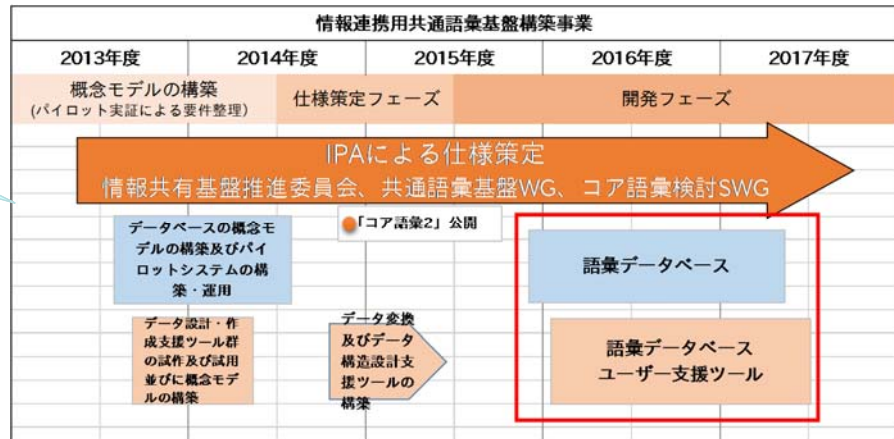 情報連携用共通語彙基盤構築事業
2013年度 2014年度 2015年度 2016年度 2017年度
概念モデルの構築
(パイロット実証による要件整理)
仕様策定フェーズ
開発フェーズ
IPAによる仕様策定
情報共有基盤推進委員会、共通語彙基盤WG、コア語彙検討SWG
「コア語彙2」公開
データベースの概念モ
デルの構築及びパイ
ロットシステムの構
築・運用
語彙データベース
データ設計・作
成支援ツール群
の試作及び試用
並びに概念モデ
ルの構築
データ変換
及びデータ
構造設計支
援ツールの
構築
語彙データベース
ユーザー支援ツール